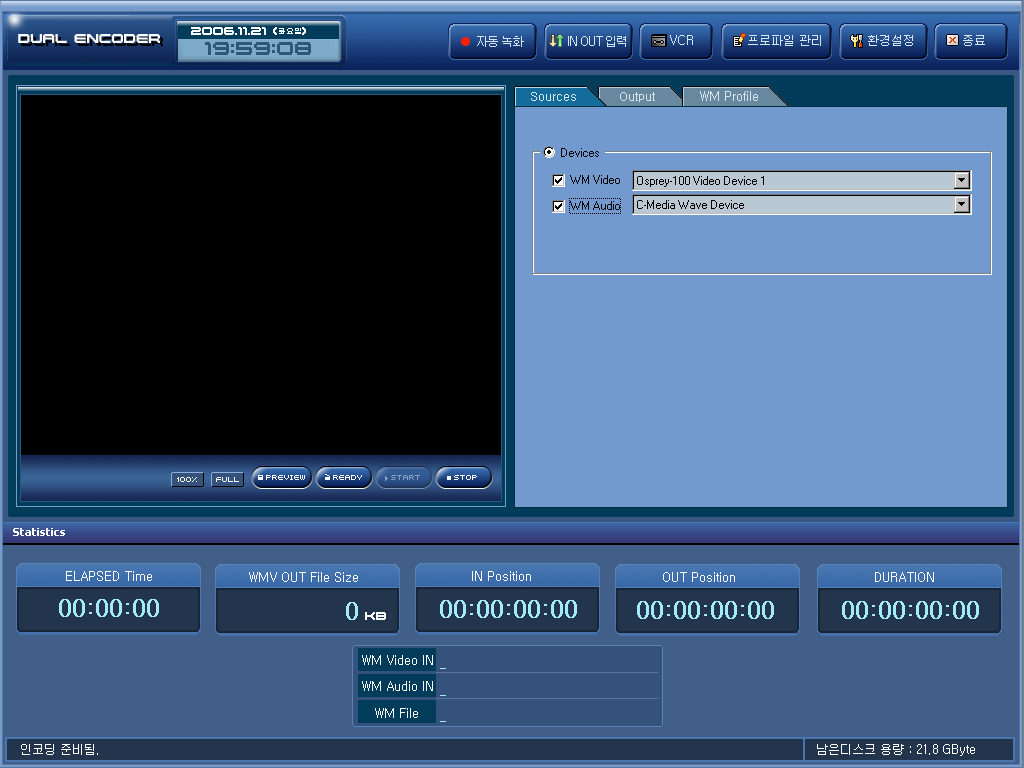 DUAL ENCODER
2006.11.21 (화요일)
19:59:08
자동 녹화
IN OUT 입력
VCR
프로파일 관리
환경설정
종료
Sources
Output
WM Profile
Devices
WM Video
Osprey-100 Video Device 1
WM Audio
C-Media Wave Device
100%
FULL
PREVIEW
READY
START
STOP
Statistics
ELAPSED Time
00:00:00
WMV OUT File Size
0 KB
IN Position
00:00:00:00
OUT Position
00:00:00:00
DURATION
00:00:00:00
WM Video IN _
WM Audio IN _
WM File _
인코딩 준비됨.
남은디스크 용량 : 21,8 GByte